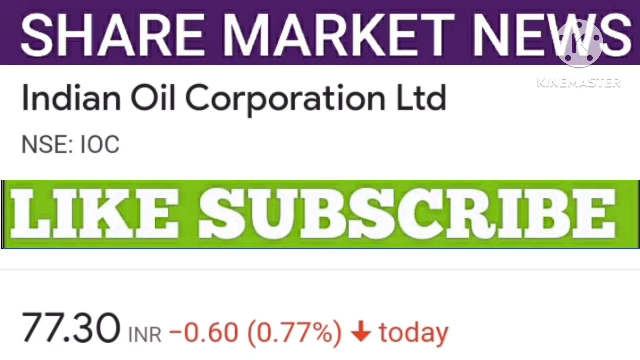 SHARE MARKET NEWS
KINEMASTER
Indian Oil Corporation Ltd
NSE: IOC
LIKE SUBSCRIBE
77.30 INR −0.60 (0.77%) ↓ today